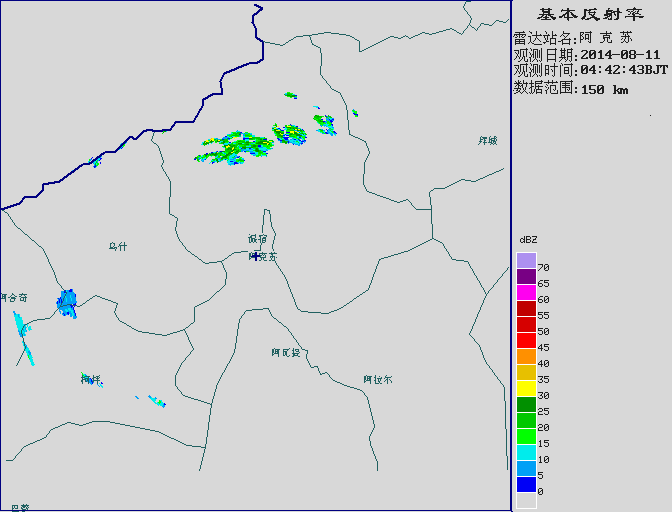 基本反射率
雷达站名:阿 克 苏
观测日期:2014-08-11
观测时间:04:42:43BJT
数据范围:150 km
拜城
dBZ
温宿
乌什
阿克苏
70
65
阿合奇
60
55
50
45
阿瓦提
40
柯坪
阿拉尔
35
30
25
20
15
10
5
0
巴楚